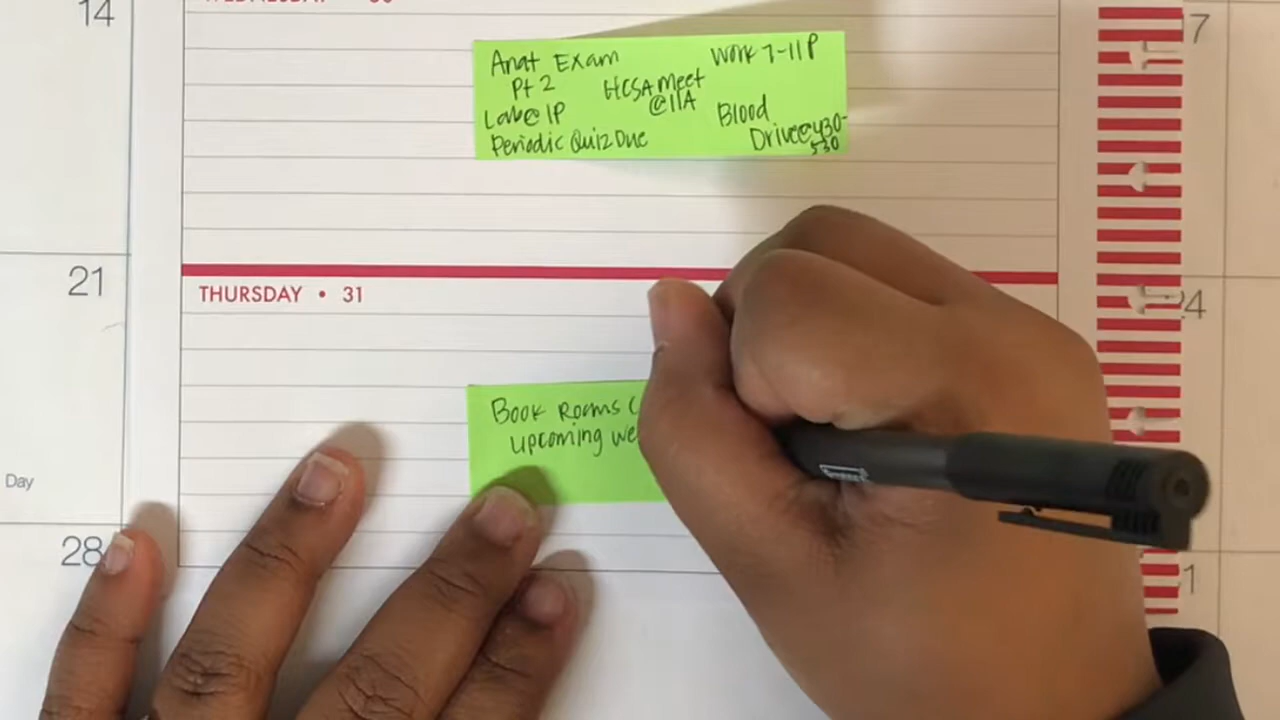 14
7
Anat Exam
Pt 2
Lab@1P
Periodic Quiz Due
HCSA Meet
@11A
Work 7-11P
Blood
Drive@430-
530
21
THURSDAY • 31
24
Book Rooms
upcoming
Day
28
1